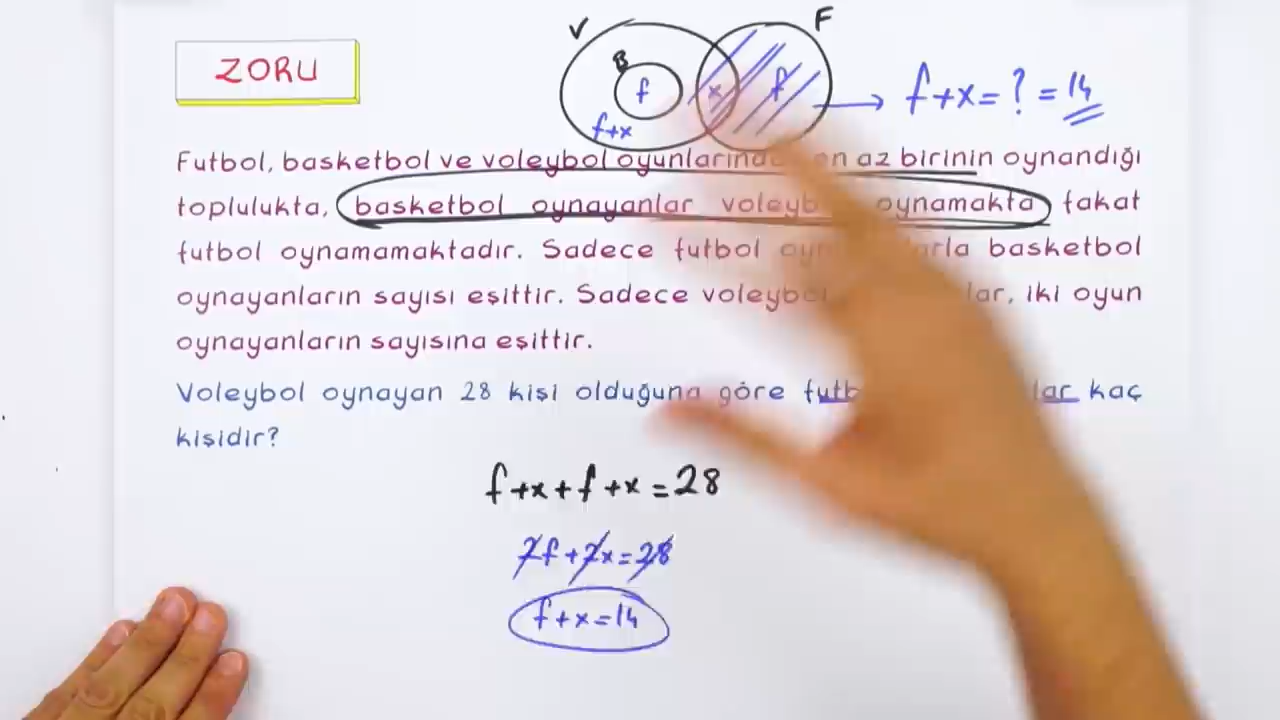 ZORU
V
F
B
f
x
f
f+x
f+x=?=14
Futbol, basketbol ve voleybol oyunlarından en az birinin oynandığı
toplulukta, basketbol oynayanlar voleybol oynamakta fakat
futbol oynamamaktadır. Sadece futbol basketbol
oynayanların sayısı eşittir. Sadece voleybol iki oyun
oynayanların sayısına eşittir.
Voleybol oynayan 28 kişi olduğuna göre kaç
kişidir?
f+x+f+x=28
2f+2x=28
f+x=14